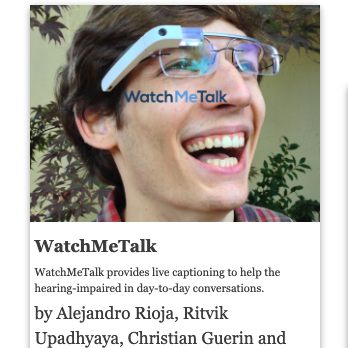 WatchMeTalk
WatchMeTalk
WatchMeTalk provides live captioning to help the
hearing-impaired in day-to-day conversations.
by Alejandro Rioja, Ritvik
Upadhyaya, Christian Guerin and